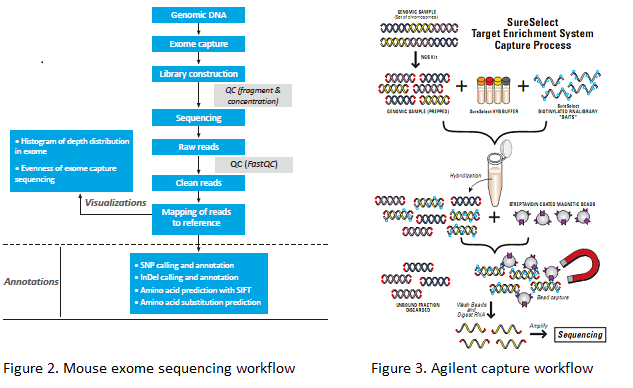 Genomic DNA
Exome capture
Library construction
QC (fragment &
concentration)
Sequencing
Raw reads
QC (FastQC)
Clean reads
Mapping of reads
to reference
• Histogram of depth distribution
in exome
• Evenness of exome capture
sequencing
Visualizations
Annotations
• SNP calling and annotation
• InDel calling and annotation
• Amino acid prediction with SIFT
• Amino acid substitution prediction
Figure 2. Mouse exome sequencing workflow
GENOMIC SAMPLE
(Set of chromosomes)
SureSelect
Target Enrichment System
Capture Process
NGS Kit
GENOMIC SAMPLE (PREPPED)
SureSelect HYB BUFFER
SureSelect
BIOTINYLATED RNA LIBRARY
"BAITS"
Hybridization
STREPTAVIDIN COATED MAGNETIC BEADS
UNBOUND FRACTION
DISCARDED
Bead capture
Wash Beads
and
Digest RNA
Amplify
Sequencing
Figure 3. Agilent capture workflow